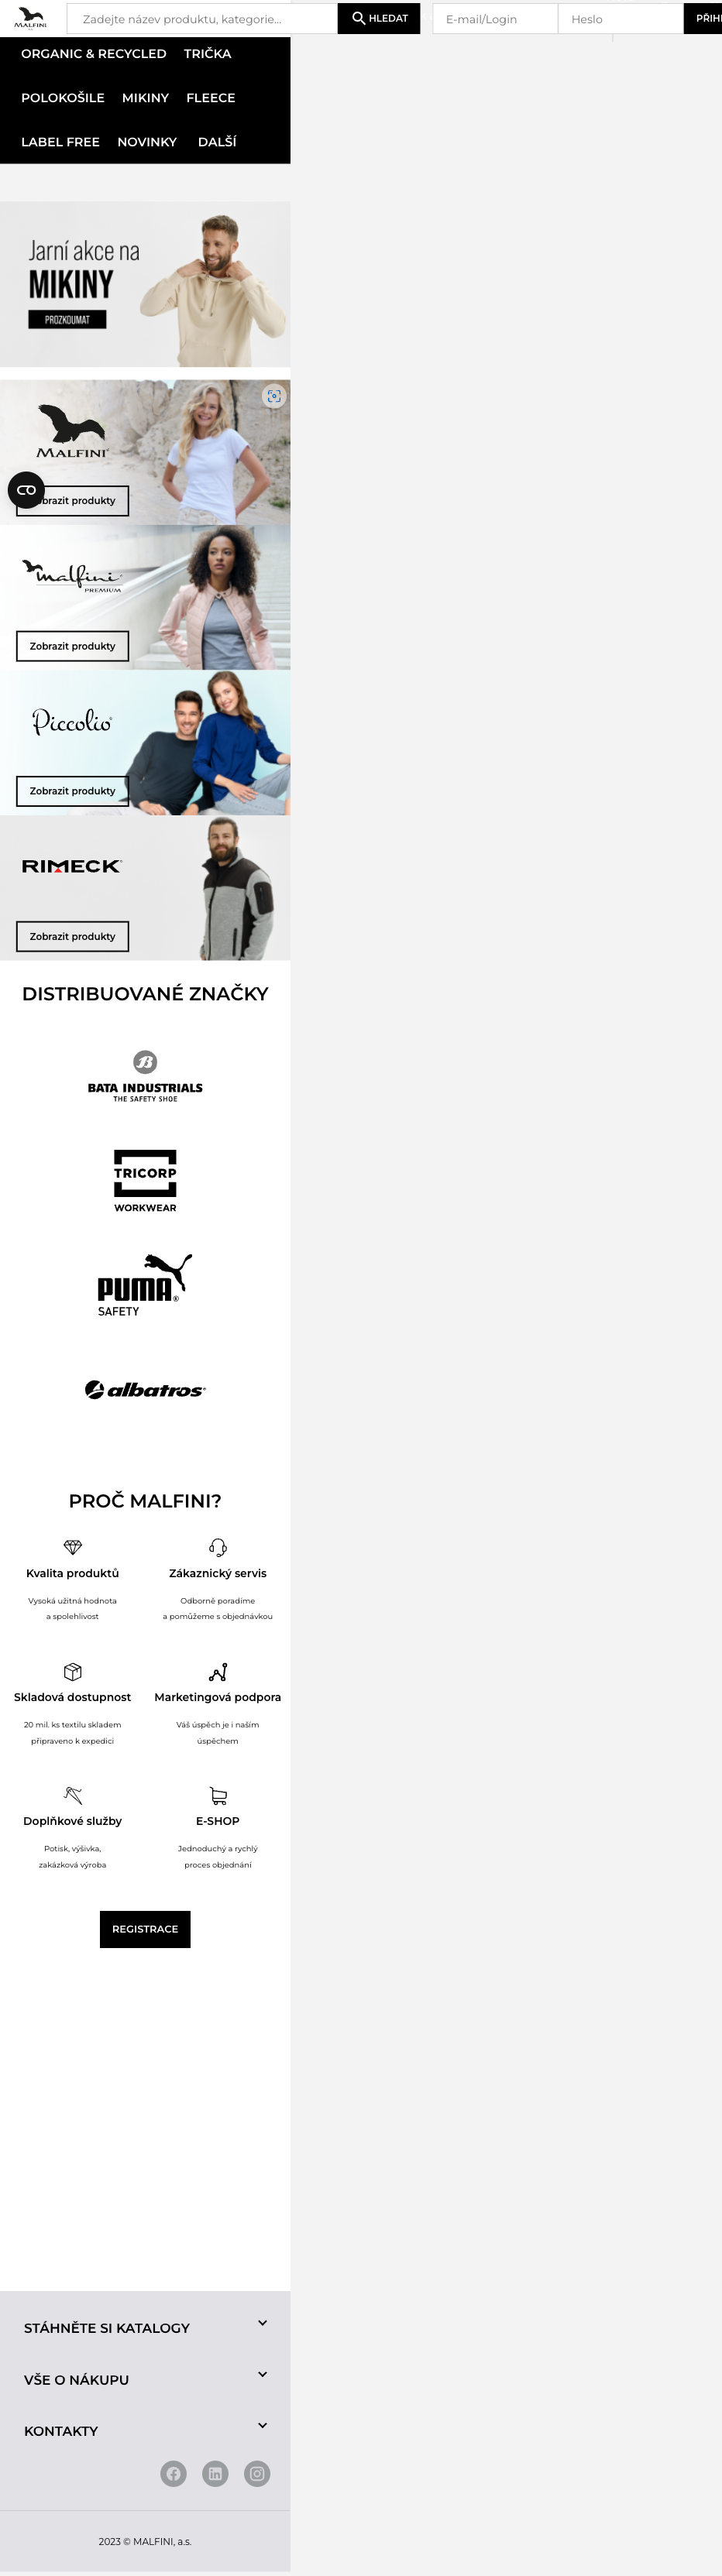 MALFINI
Zadejte název produktu, kategorie...
HLEDAT
E-mail/Login
Heslo
ORGANIC & RECYCLED TRIČKA
POLOKOŠILE MIKINY FLEECE
LABEL FREE NOVINKY DALŠÍ
Jarní akce na
MIKINY
PROZKOUMAT
MALFINI®
brazit produkty
malfini®
PREMIUM
Zobrazit produkty
Piccolio®
Zobrazit produkty
RIMECK®
Zobrazit produkty
DISTRIBUOVANÉ ZNAČKY
B
BATA INDUSTRIALS
THE SAFETY SHOE
TRICORP
WORKWEAR
PUMA®
SAFETY
albatros®
PROČ MALFINI?
Kvalita produktů
Vysoká užitná hodnota
a spolehlivost
Zákaznický servis
Odborně poradíme
a pomůžeme s objednávkou
Skladová dostupnost
20 mil. ks textilu skladem
připraveno k expedici
Marketingová podpora
Váš úspěch je i naším
úspěchem
Doplňkové služby
Potisk, výšivka,
zakázková výroba
E-SHOP
Jednoduchý a rychlý
proces objednání
REGISTRACE
STÁHNĚTE SI KATALOGY
VŠE O NÁKUPU
KONTAKTY
2023 © MALFINI, a.s.